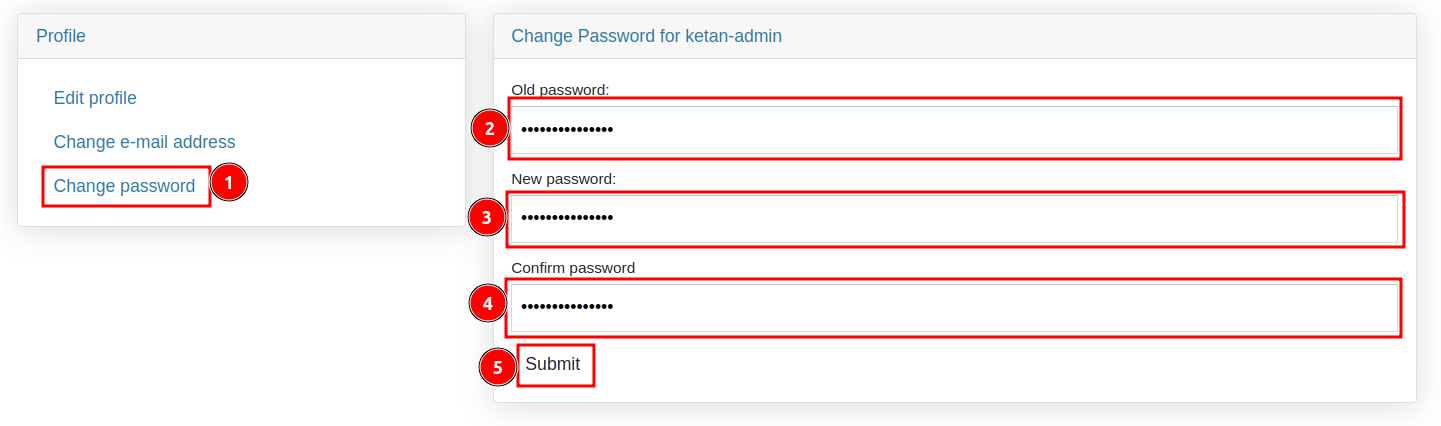 Profile
Edit profile
Change e-mail address
Change password
1
Change Password for ketan-admin
Old password:
2
•••••••••••••••
New password:
3
•••••••••••••••
Confirm password
4
•••••••••••••••
5
Submit